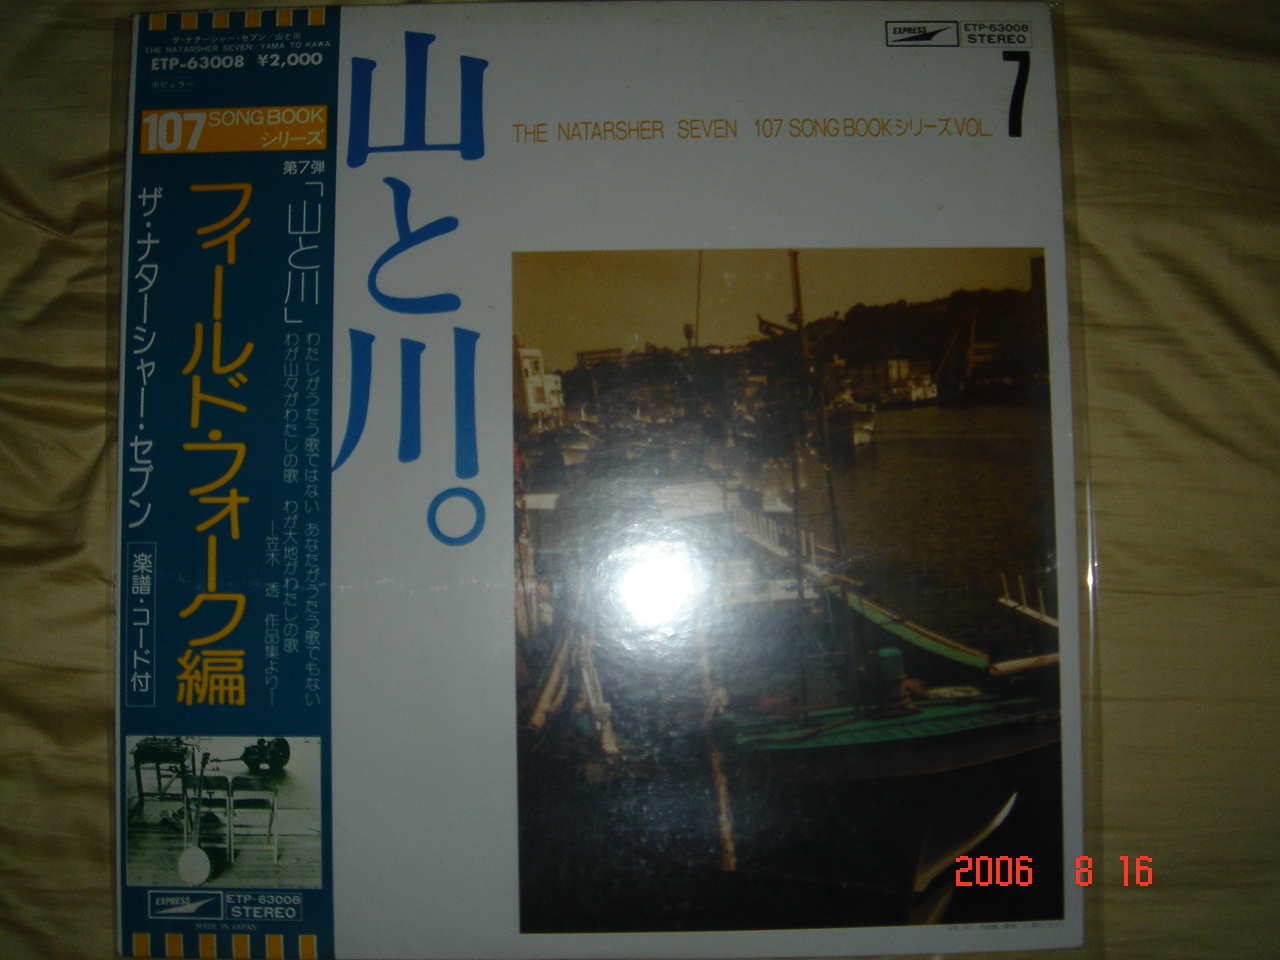 ザ・ナターシャー・セブン/山と川
THE NATARSHER SEVEN/YAMA TO KAWA
ETP-63008 ¥2,000
ポピュラー
107 SONG BOOK
シリーズ
第7弾
「山と川」
わたしがうたう歌ではない あなたがうたう歌でもない
わが山々がわたしの歌 わが大地がわたしの歌
—笠木 透 作品集より—
フィールド・フォーク編
ザ・ナターシャー・セブン
楽譜・コード付
EXPRESS
ETP-63008
STEREO
MADE IN JAPAN
山と川。
EXPRESS
ETP-63008
STEREO
THE NATARSHER SEVEN 107 SONG BOOKシリーズVOL. 7
2006 8 16